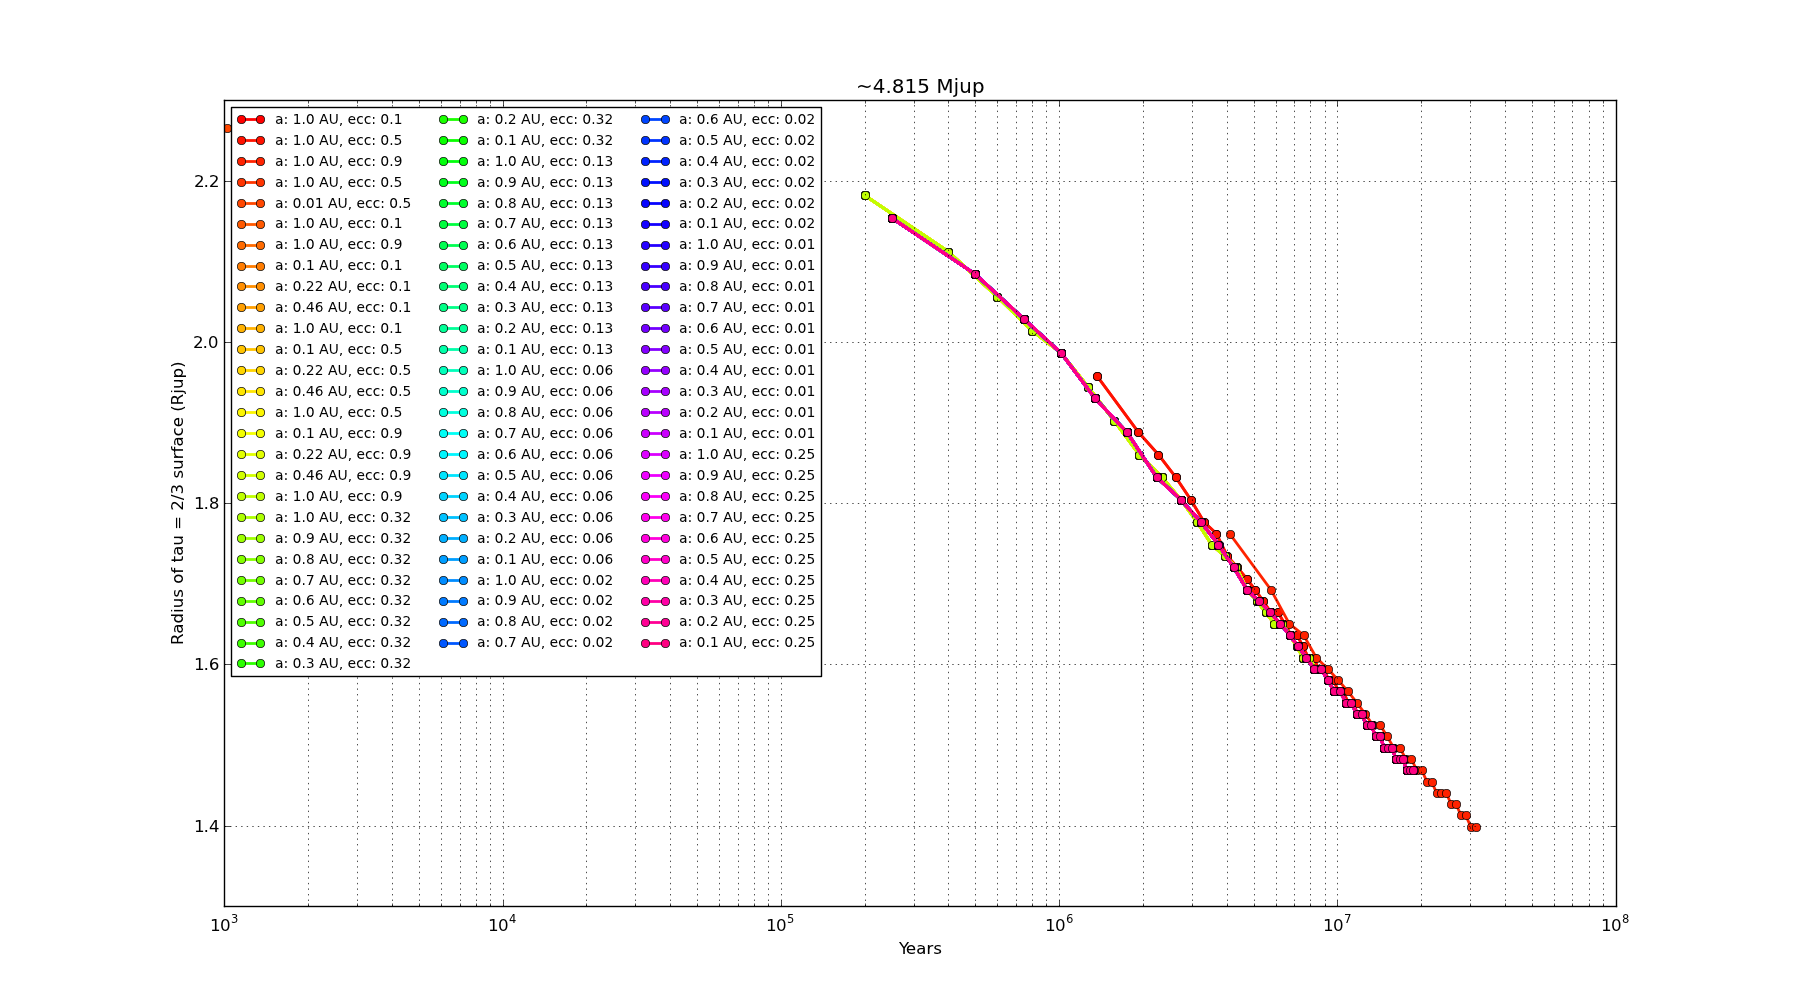 ~4.815 Mjup
a: 1.0 AU, ecc: 0.1
a: 1.0 AU, ecc: 0.5
a: 1.0 AU, ecc: 0.9
a: 1.0 AU, ecc: 0.5
a: 0.01 AU, ecc: 0.5
a: 1.0 AU, ecc: 0.1
a: 1.0 AU, ecc: 0.9
a: 0.1 AU, ecc: 0.1
a: 0.22 AU, ecc: 0.1
a: 0.46 AU, ecc: 0.1
a: 1.0 AU, ecc: 0.1
a: 0.1 AU, ecc: 0.5
a: 0.22 AU, ecc: 0.5
a: 0.46 AU, ecc: 0.5
a: 1.0 AU, ecc: 0.5
a: 0.1 AU, ecc: 0.9
a: 0.22 AU, ecc: 0.9
a: 0.46 AU, ecc: 0.9
a: 1.0 AU, ecc: 0.9
a: 1.0 AU, ecc: 0.32
a: 0.9 AU, ecc: 0.32
a: 0.8 AU, ecc: 0.32
a: 0.7 AU, ecc: 0.32
a: 0.6 AU, ecc: 0.32
a: 0.5 AU, ecc: 0.32
a: 0.4 AU, ecc: 0.32
a: 0.3 AU, ecc: 0.32
a: 0.2 AU, ecc: 0.32
a: 0.1 AU, ecc: 0.32
a: 1.0 AU, ecc: 0.13
a: 0.9 AU, ecc: 0.13
a: 0.8 AU, ecc: 0.13
a: 0.7 AU, ecc: 0.13
a: 0.6 AU, ecc: 0.13
a: 0.5 AU, ecc: 0.13
a: 0.4 AU, ecc: 0.13
a: 0.3 AU, ecc: 0.13
a: 0.2 AU, ecc: 0.13
a: 0.1 AU, ecc: 0.13
a: 1.0 AU, ecc: 0.06
a: 0.9 AU, ecc: 0.06
a: 0.8 AU, ecc: 0.06
a: 0.7 AU, ecc: 0.06
a: 0.6 AU, ecc: 0.06
a: 0.5 AU, ecc: 0.06
a: 0.4 AU, ecc: 0.06
a: 0.3 AU, ecc: 0.06
a: 0.2 AU, ecc: 0.06
a: 0.1 AU, ecc: 0.06
a: 1.0 AU, ecc: 0.02
a: 0.9 AU, ecc: 0.02
a: 0.8 AU, ecc: 0.02
a: 0.7 AU, ecc: 0.02
a: 0.6 AU, ecc: 0.02
a: 0.5 AU, ecc: 0.02
a: 0.4 AU, ecc: 0.02
a: 0.3 AU, ecc: 0.02
a: 0.2 AU, ecc: 0.02
a: 0.1 AU, ecc: 0.02
a: 1.0 AU, ecc: 0.01
a: 0.9 AU, ecc: 0.01
a: 0.8 AU, ecc: 0.01
a: 0.7 AU, ecc: 0.01
a: 0.6 AU, ecc: 0.01
a: 0.5 AU, ecc: 0.01
a: 0.4 AU, ecc: 0.01
a: 0.3 AU, ecc: 0.01
a: 0.2 AU, ecc: 0.01
a: 0.1 AU, ecc: 0.01
a: 1.0 AU, ecc: 0.25
a: 0.9 AU, ecc: 0.25
a: 0.8 AU, ecc: 0.25
a: 0.7 AU, ecc: 0.25
a: 0.6 AU, ecc: 0.25
a: 0.5 AU, ecc: 0.25
a: 0.4 AU, ecc: 0.25
a: 0.3 AU, ecc: 0.25
a: 0.2 AU, ecc: 0.25
a: 0.1 AU, ecc: 0.25
Radius of tau = 2/3 surface (Rjup)
2.2
2.0
1.8
1.6
1.4
10³
10⁴
10⁵
10⁶
10⁷
10⁸
Years